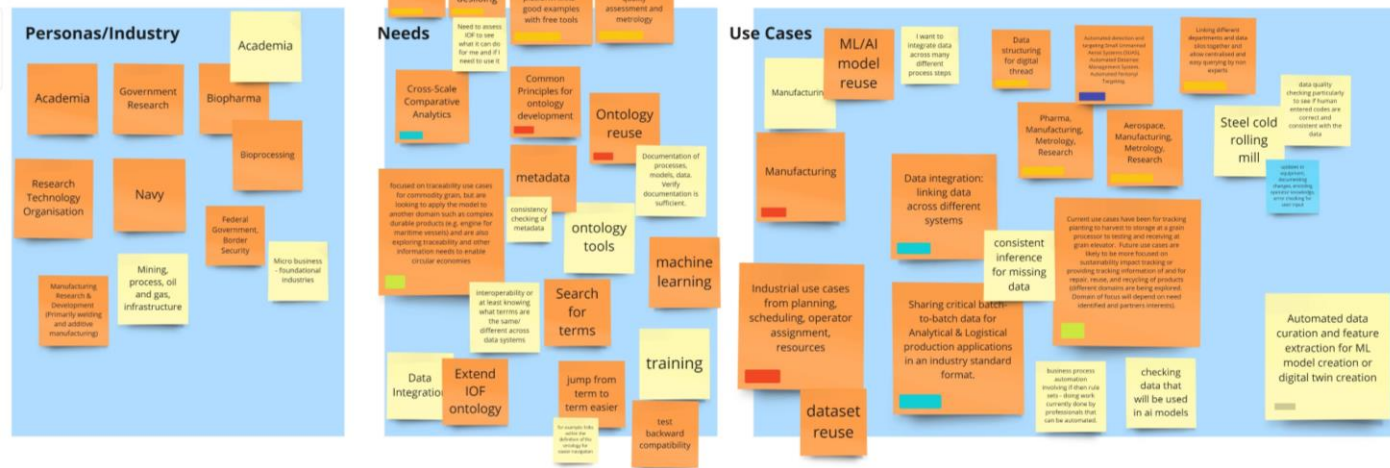 Personas/Industry
Academia
Academia
Government
Research
Biopharma
Bioprocessing
Research
Technology
Organisation
Navy
Federal
Government,
Border
Security
Micro business
- foundational
industries
Manufacturing
Research &
Development
(Primarily welding
and additive
manufacturing)
Mining,
process, oil
and gas,
infrastructure
Needs
good examples
with free tools
assessment and
metrology
Need to assess
IOF to see
what it can do
for me and if I
need to use it
Cross-Scale
Comparative
Analytics
Common
Principles for
ontology
development
Ontology
reuse
metadata
Documentation of
processes,
models, data.
Verify
documentation is
sufficient.
focused on traceability use cases
for commodity grain, but are
looking to apply the model to
another domain such as complex
durable products (e.g. engine for
maritime vessels) and are also
exploring traceability and other
information needs to enable
circular economies
consistency
checking of
metadata
ontology
tools
machine
learning
Interoperability or
at least knowing
what terms are
the same/
different across
data systems
Search
for
terms
training
Data
Integration
Extend
IOF
ontology
jump from
term to
term easier
test
backward
compatibility
Use Cases
ML/AI
model
reuse
I want to
integrate data
across many
different
process steps
Data
structuring
for digital
thread
Linking different
departments and data
silos together and
allow centralised and
easy querying by non
experts
Manufacturin
data quality
checking particularly
to see if human
entered codes are
correct and
consistent with the
data
Pharma,
Manufacturing,
Metrology,
Research
Aerospace,
Manufacturing,
Metrology,
Research
Steel cold
rolling
mill
Manufacturing
Data integration:
linking data
across different
systems
consistent
inference
for missing
data
Current use cases have been for tracking
planting to harvest to storage at a grain
processor to testing and receiving at
grain elevator. Future use cases are
likely to be more focused on
sustainability impact tracking or
providing tracking information of and for
repair, reuse, and recycling of products
(different domains are being explored.
Domain of focus will depend on need
identified and partners interests).
Industrial use cases
from planning,
scheduling, operator
assignment,
resources
Sharing critical batch-
to-batch data for
Analytical & Logistical
production applications
in an industry standard
format.
Automated data
curation and feature
extraction for ML
model creation or
digital twin creation
business process
automation
involving if then rule
sets - doing work
currently done by
professionals that
can be automated.
checking
data that
will be used
in ai models
dataset
reuse